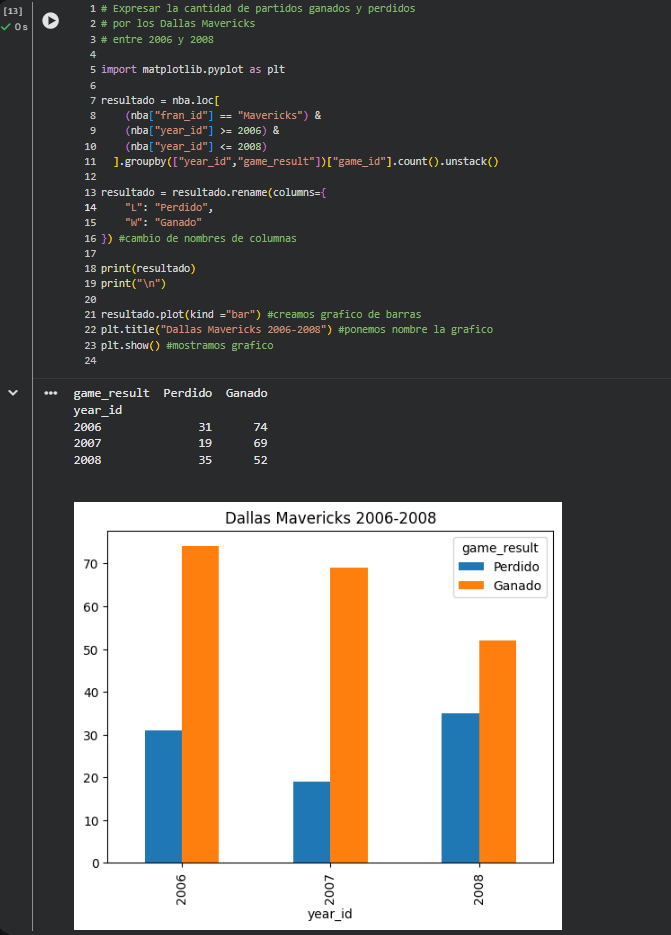 [13]
0s
1 # Expresar la cantidad de partidos ganados y perdidos
2 # por los Dallas Mavericks
3 # entre 2006 y 2008
4
5 import matplotlib.pyplot as plt
6
7 resultado = nba.loc[
8     (nba["fran_id"] == "Mavericks") &
9     (nba["year_id"] >= 2006) &
10     (nba["year_id"] <= 2008)
11   ].groupby(["year_id","game_result"])["game_id"].count().unstack()
12
13 resultado = resultado.rename(columns={
14     "L": "Perdido",
15     "W": "Ganado"
16 }) #cambio de nombres de columnas
17
18 print(resultado)
19 print("\n")
20
21 resultado.plot(kind ="bar") #creamos grafico de barras
22 plt.title("Dallas Mavericks 2006-2008") #ponemos nombre la grafico
23 plt.show() #mostramos grafico
24
game_result  Perdido  Ganado
year_id
2006              31      74
2007              19      69
2008              35      52
Dallas Mavericks 2006-2008
game_result
Perdido
Ganado
70
60
50
40
30
20
10
0
2006
2007
2008
year_id